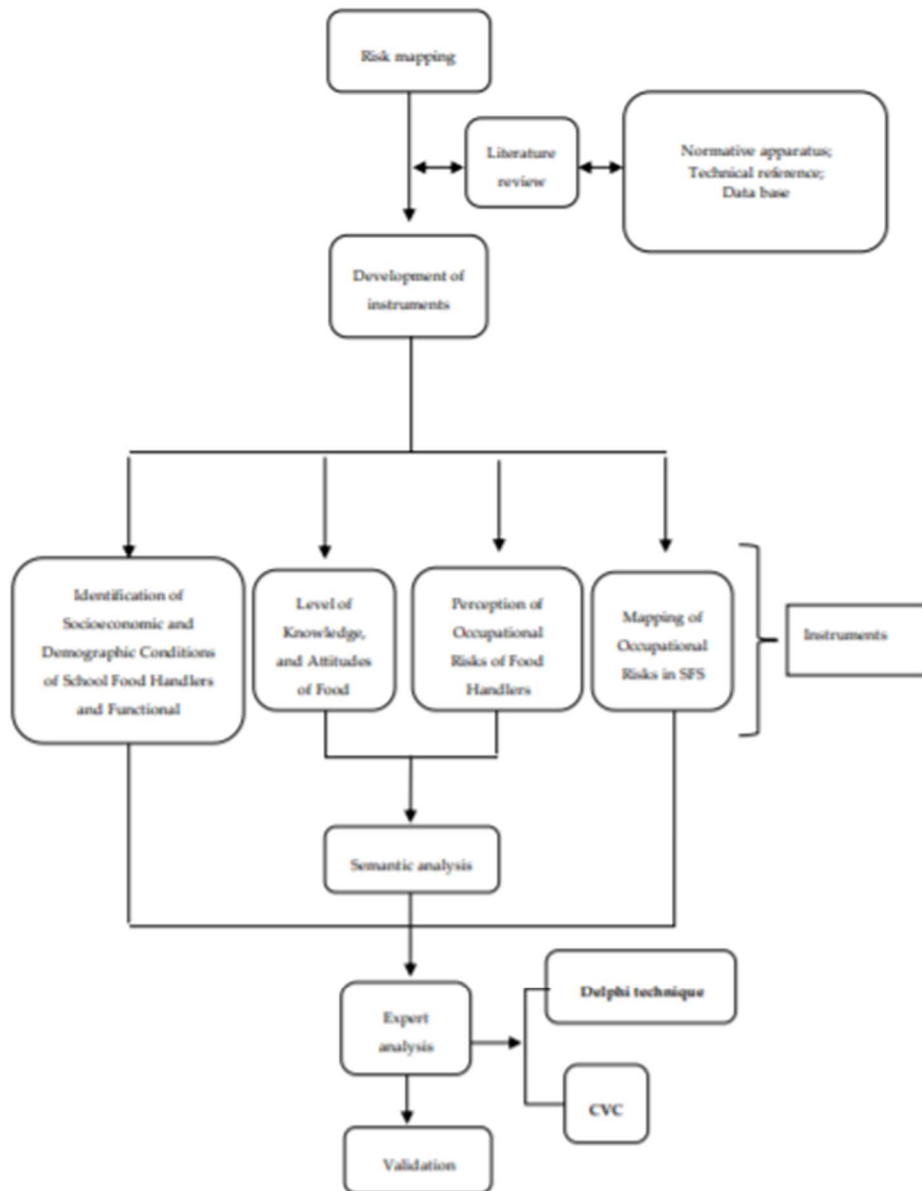 Risk mapping
Literature
review
Normative apparatus;
Technical reference;
Data base
Development of
instruments
Identification of
Socioeconomic and
Demographic Conditions
of School Food Handlers
and Functional
Level of
Knowledge,
and Attitudes
of Food
Perception of
Occupational
Risks of Food
Handlers
Mapping of
Occupational
Risks in SFS
Instruments
Semantic analysis
Expert
analysis
Delphi technique
CVC
Validation